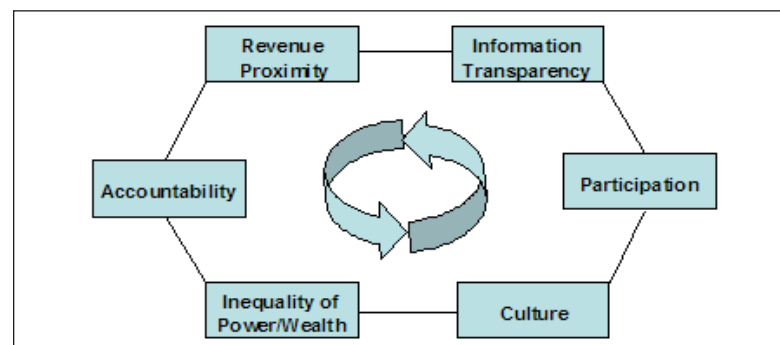 Revenue
Proximity
Information
Transparency
Accountability
Participation
Inequality of
Power/Wealth
Culture